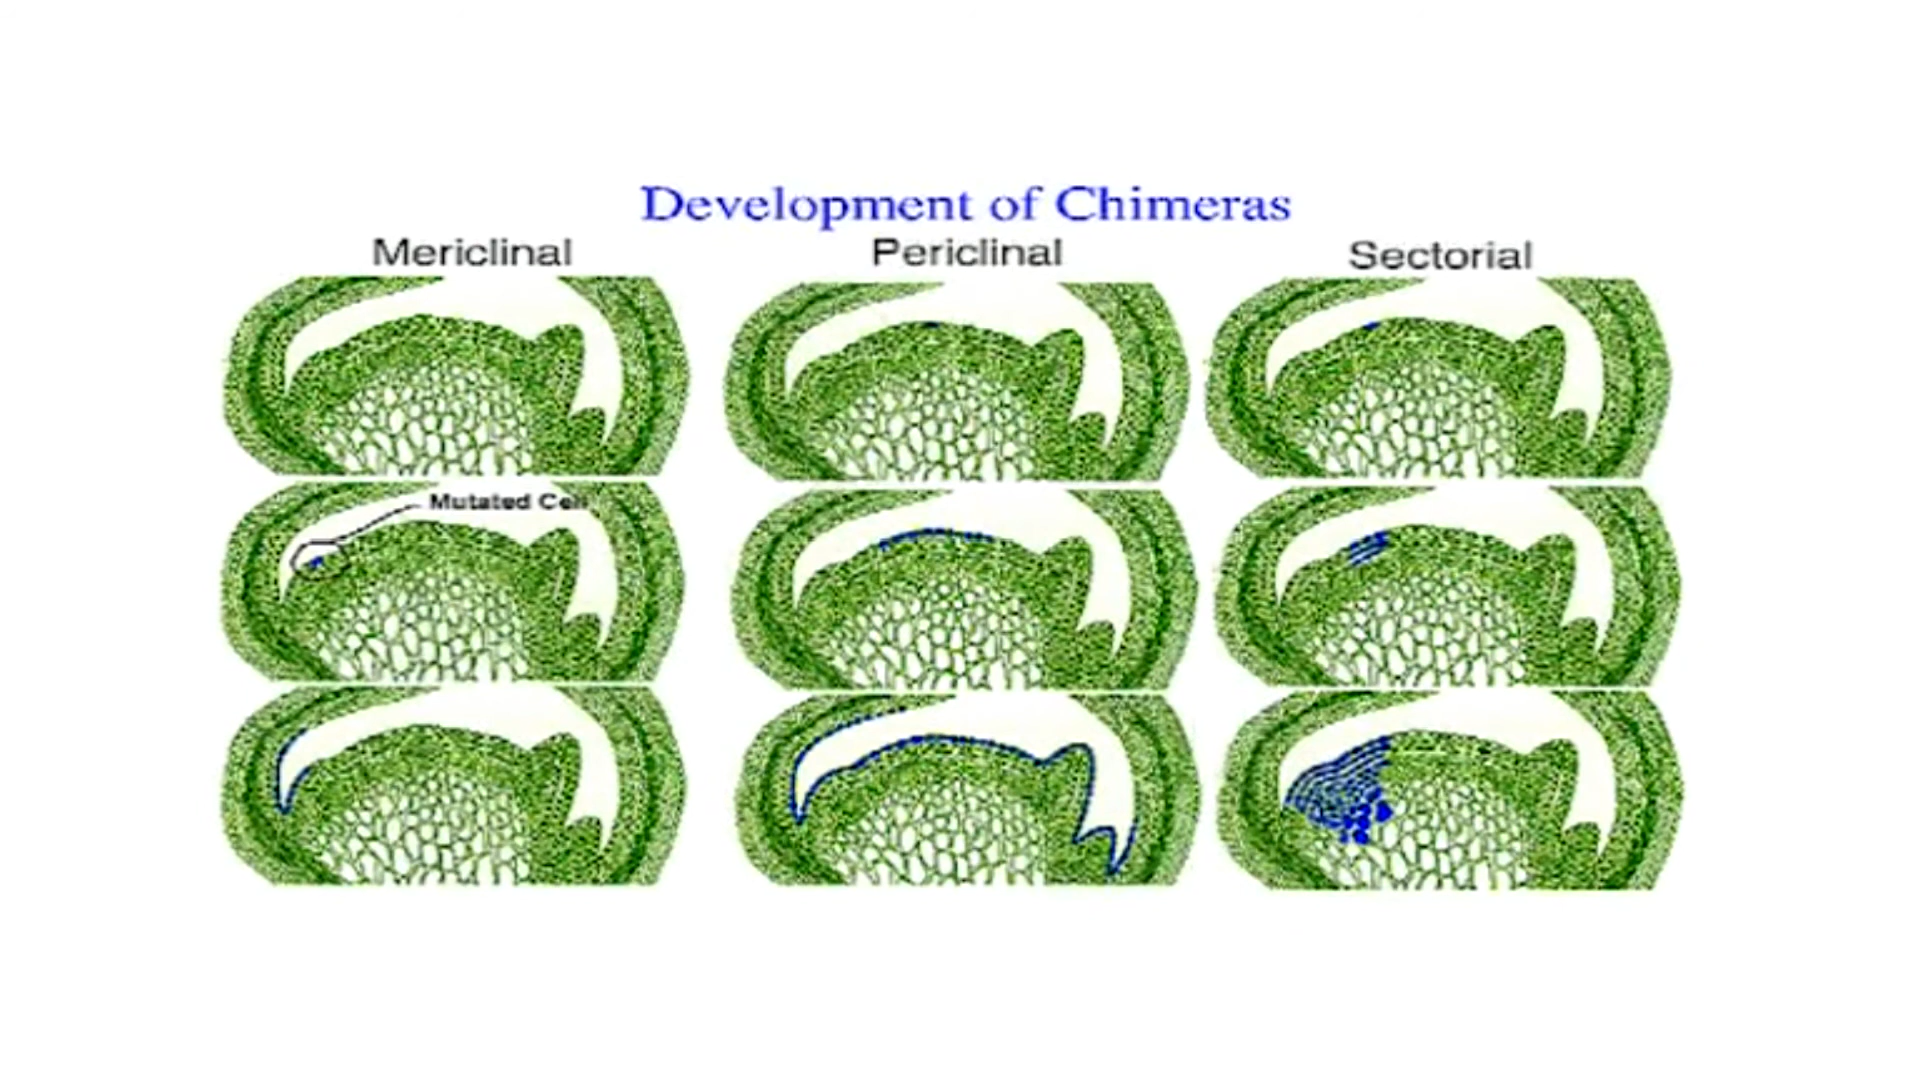 Development of Chimeras
Mericlinal
Periclinal
Sectorial
Mutated Cell